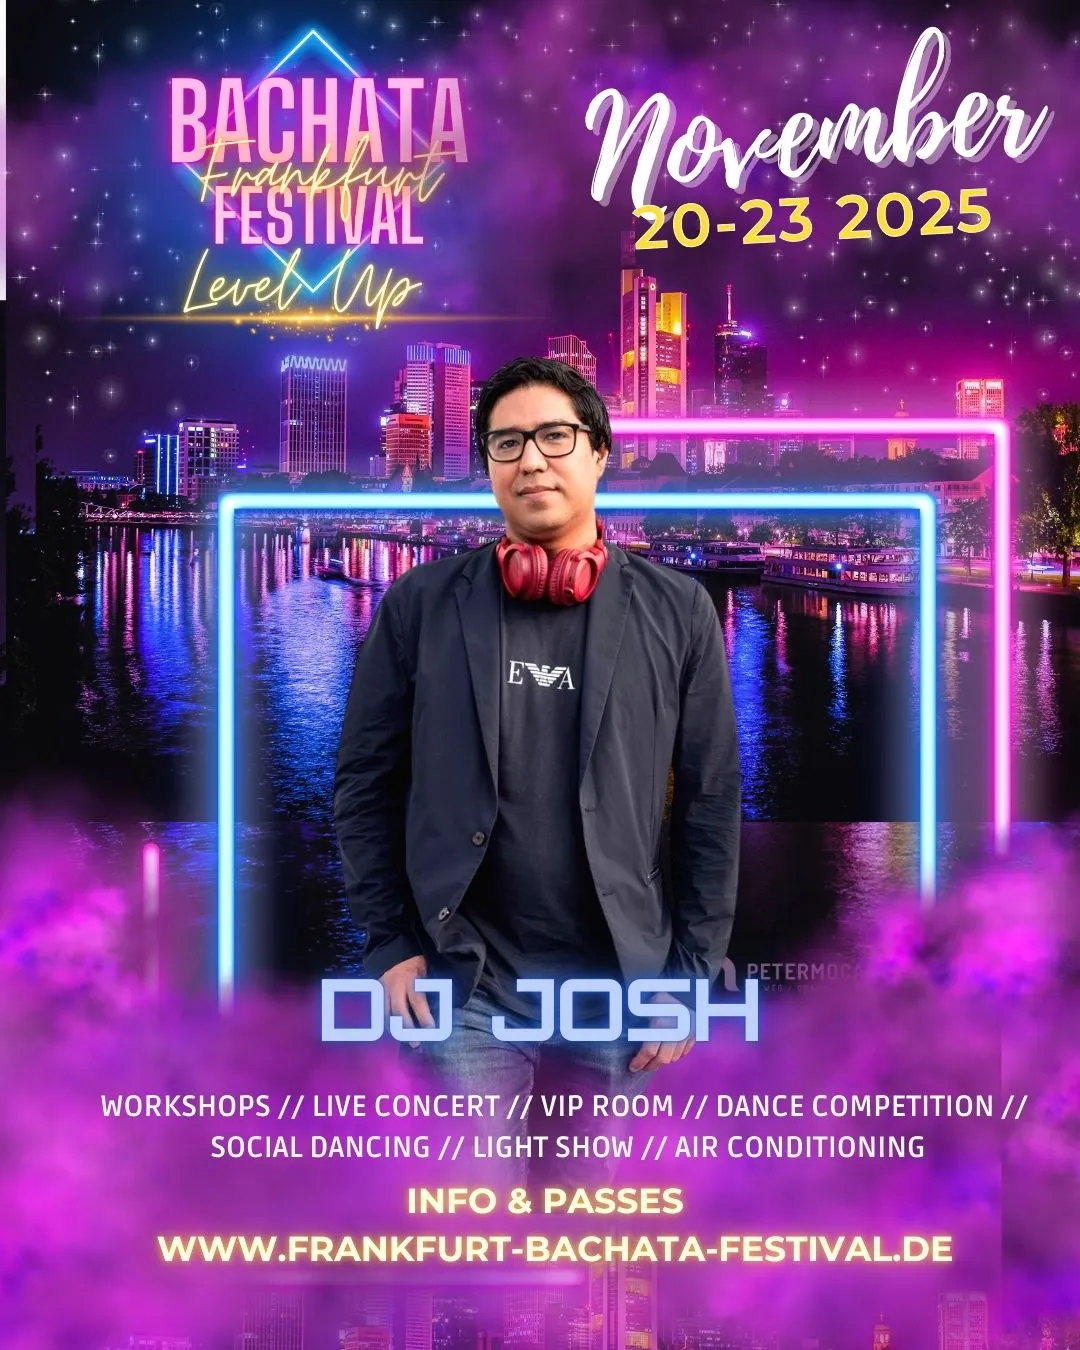 BACHATA
Frankfurt
FESTIVAL
Level Up
November
20-23 2025
E A
DJ JOSH
WORKSHOPS // LIVE CONCERT // VIP ROOM // DANCE COMPETITION //
SOCIAL DANCING // LIGHT SHOW // AIR CONDITIONING
INFO & PASSES
WWW.FRANKFURT-BACHATA-FESTIVAL.DE